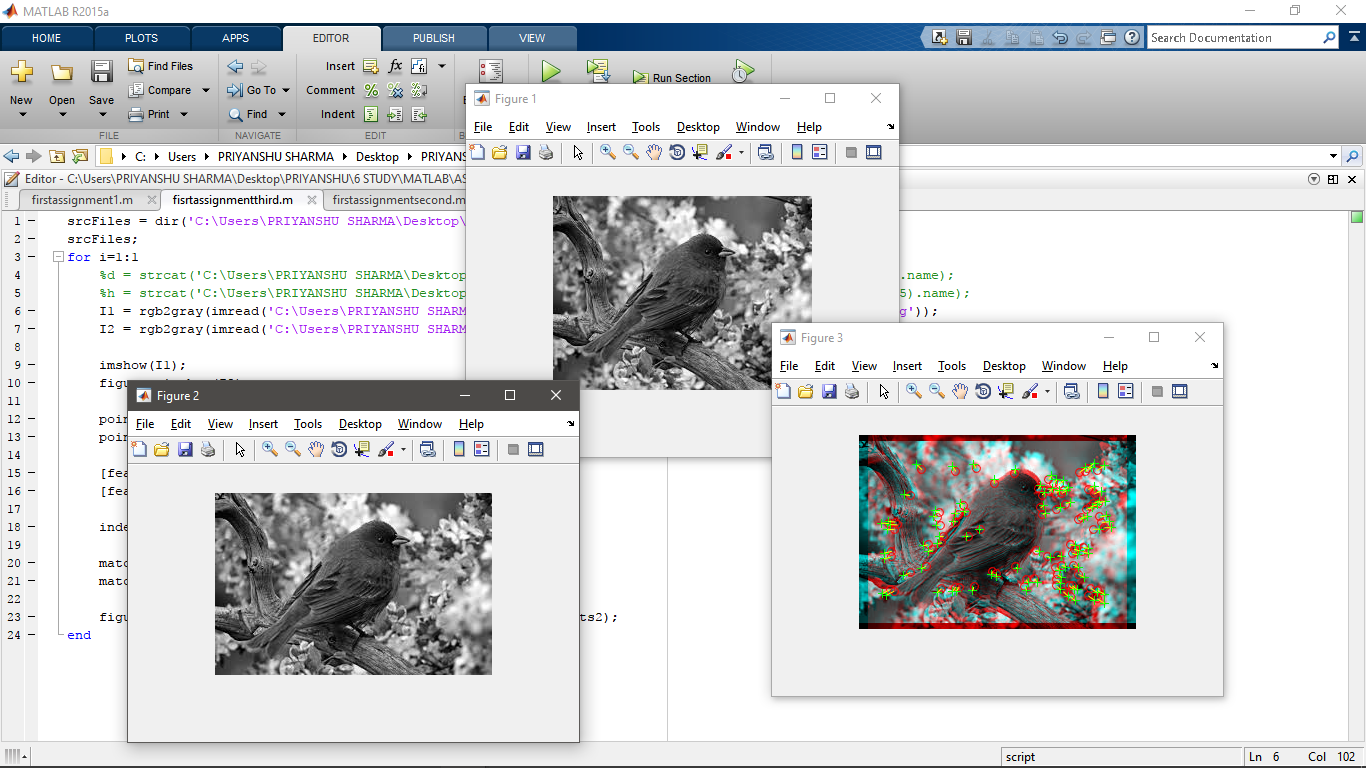 MATLAB R2015a
HOME PLOTS APPS EDITOR PUBLISH VIEW
Search Documentation
New Open Save
Find Files
Compare
Print
FILE
Go To
Find
NAVIGATE
Insert
Comment
Indent
EDIT
Run Section
C: Users PRIYANSHU SHARMA Desktop
Editor - C:\Users\PRIYANSHU SHARMA\Desktop\PRIYANSHU\6 STUDY\MATLAB\AS
firstassignment1.m fisrtassignmentthird.m firstassignmentsecond.m
1 srcFiles = dir('C:\Users\PRIYANSHU SHARMA\Desktop\
2 srcFiles;
3 for i=1:1
4 %d = strcat('C:\Users\PRIYANSHU SHARMA\Desktop .name);
5 %h = strcat('C:\Users\PRIYANSHU SHARMA\Desktop 5).name);
6 I1 = rgb2gray(imread('C:\Users\PRIYANSHU SHARM g'));
7 I2 = rgb2gray(imread('C:\Users\PRIYANSHU SHARM
8
9 imshow(I1);
10
11
12 poin
13 poin
14
15 [fea
16 [fea
17
18 inde
19
20 matc
21 matc
22
23 figu ts2);
24 end
Figure 1
File Edit View Insert Tools Desktop Window Help
Figure 2
File Edit View Insert Tools Desktop Window Help
Figure 3
File Edit View Insert Tools Desktop Window Help
script
Ln 6 Col 102